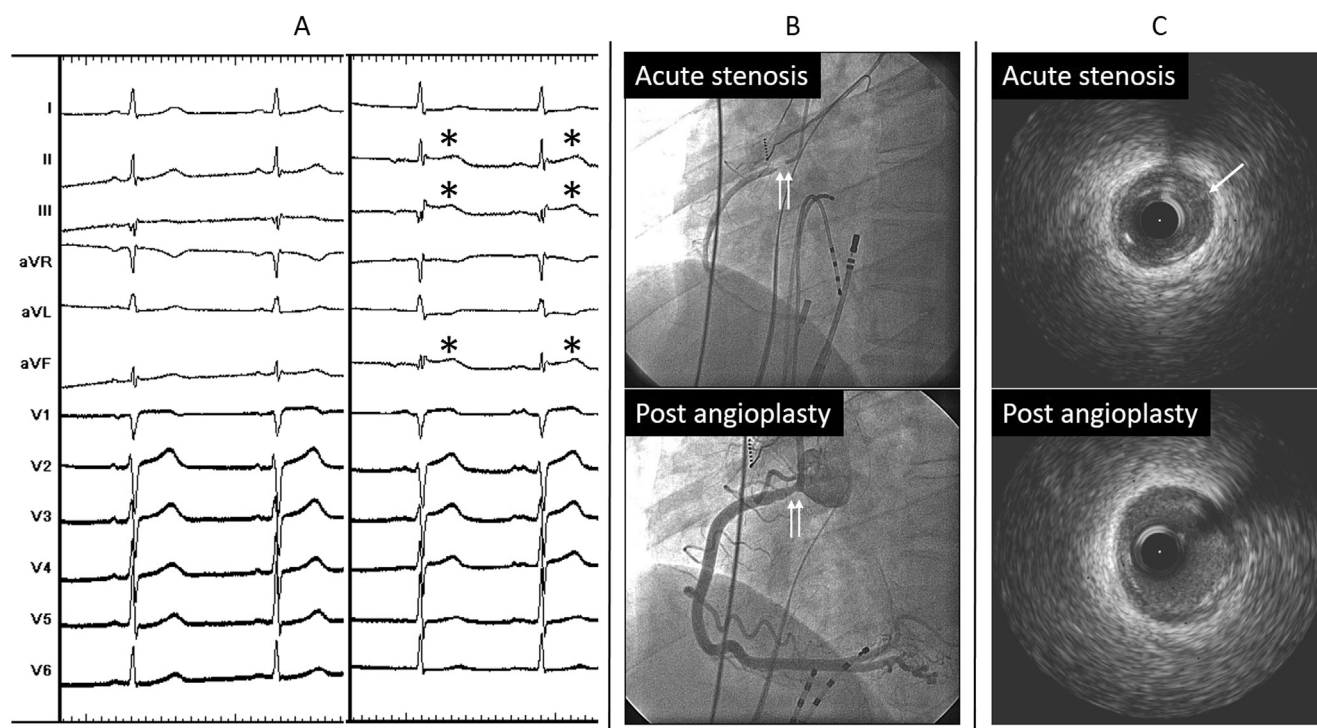 A
B
C
I
II
III
aVR
aVL
aVF
V1
V2
V3
V4
V5
V6
* *
* *
* *
Acute stenosis
Post angioplasty
Acute stenosis
Post angioplasty